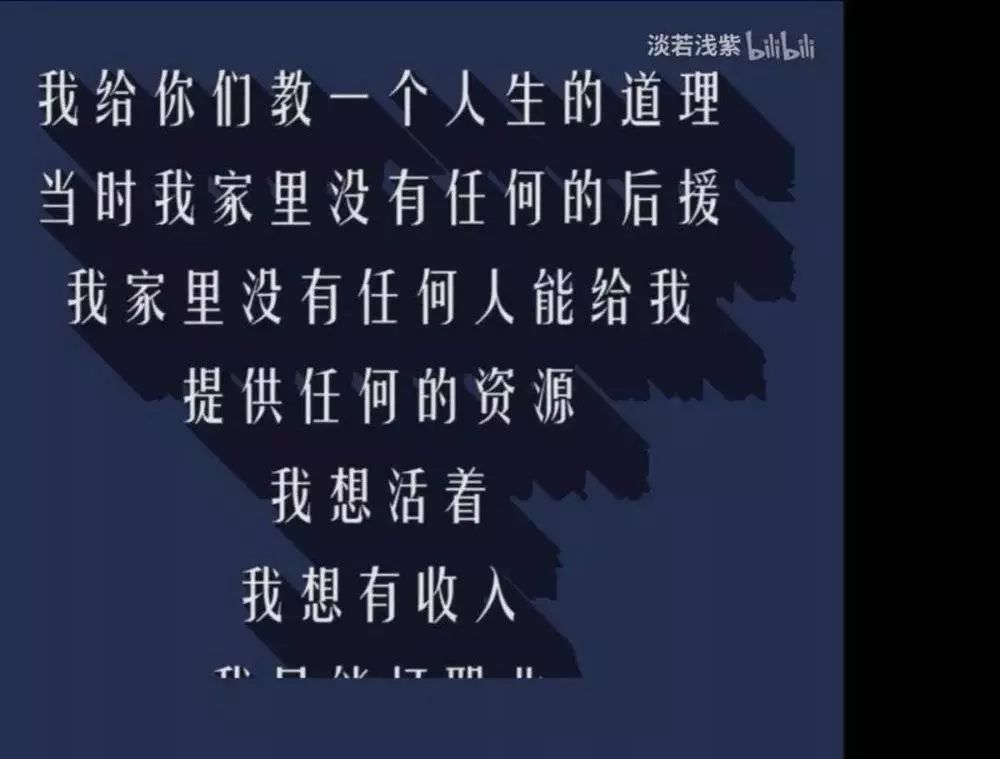 淡若浅紫 bilibili
我给你们教一个人生的道理
当时我家里没有任何的后援
我家里没有任何人能给我
提供任何的资源
我想活着
我想有收入